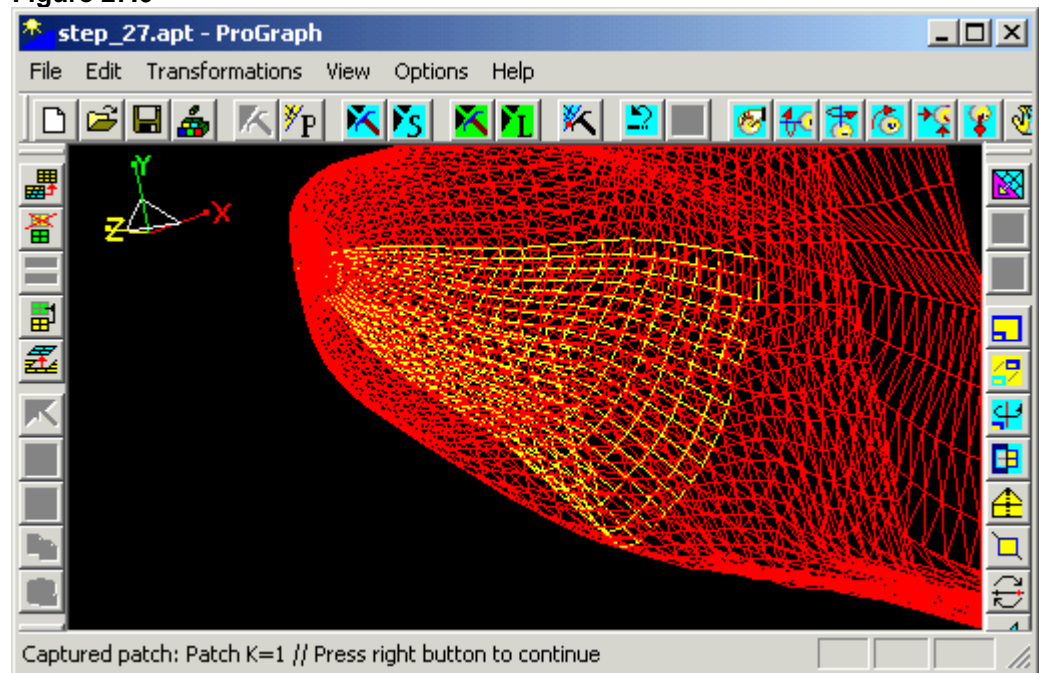 step_27.apt - ProGraph
File Edit Transformations View Options Help
P S L
Y
X
Z
Captured patch: Patch K=1 // Press right button to continue